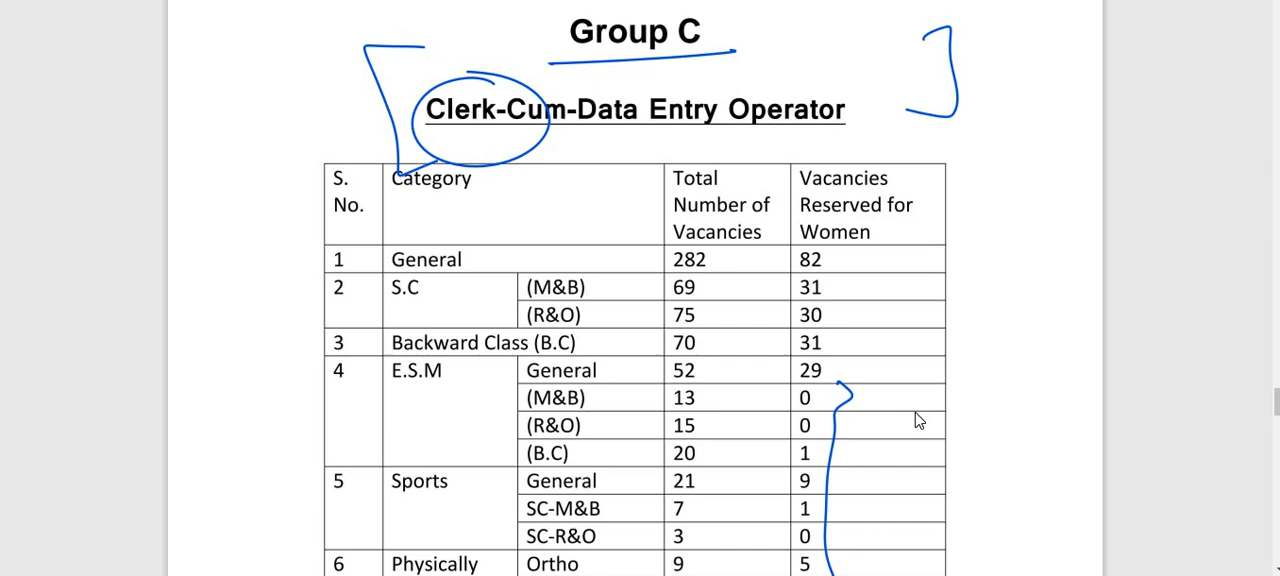 Group C
Clerk-Cum-Data Entry Operator
S. No. Category Total Number of Vacancies Vacancies Reserved for Women
1 General 282 82
2 S.C (M&B) 69 31
(R&O) 75 30
3 Backward Class (B.C) 70 31
4 E.S.M General 52 29
(M&B) 13 0
(R&O) 15 0
(B.C) 20 1
5 Sports General 21 9
SC-M&B 7 1
SC-R&O 3 0
6 Physically Ortho 9 5